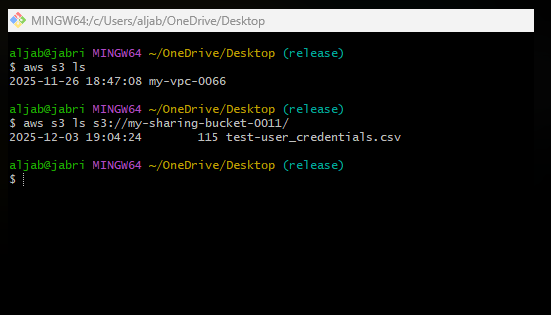 MINGW64:/c/Users/aljab/OneDrive/Desktop
aljab@jabri MINGW64 ~/OneDrive/Desktop (release)
$ aws s3 ls
2025-11-26 18:47:08 my-vpc-0066
aljab@jabri MINGW64 ~/OneDrive/Desktop (release)
$ aws s3 ls s3://my-sharing-bucket-0011/
2025-12-03 19:04:24        115 test-user_credentials.csv
aljab@jabri MINGW64 ~/OneDrive/Desktop (release)
$